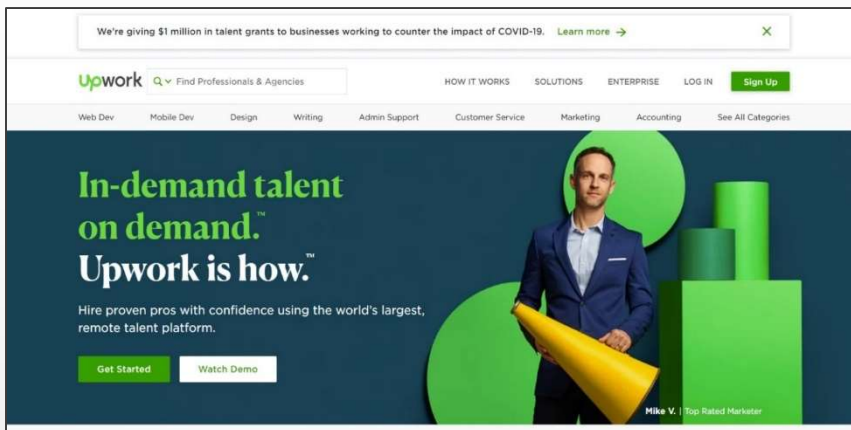 We're giving $1 million in talent grants to businesses working to counter the impact of COVID-19. Learn more →
Upwork Find Professionals & Agencies HOW IT WORKS SOLUTIONS ENTERPRISE LOG IN Sign Up
Web Dev Mobile Dev Design Writing Admin Support Customer Service Marketing Accounting See All Categories
In-demand talent
on demand.™
Upwork is how.™
Hire proven pros with confidence using the world's largest,
remote talent platform.
Get Started Watch Demo
Mike V. | Top Rated Marketer